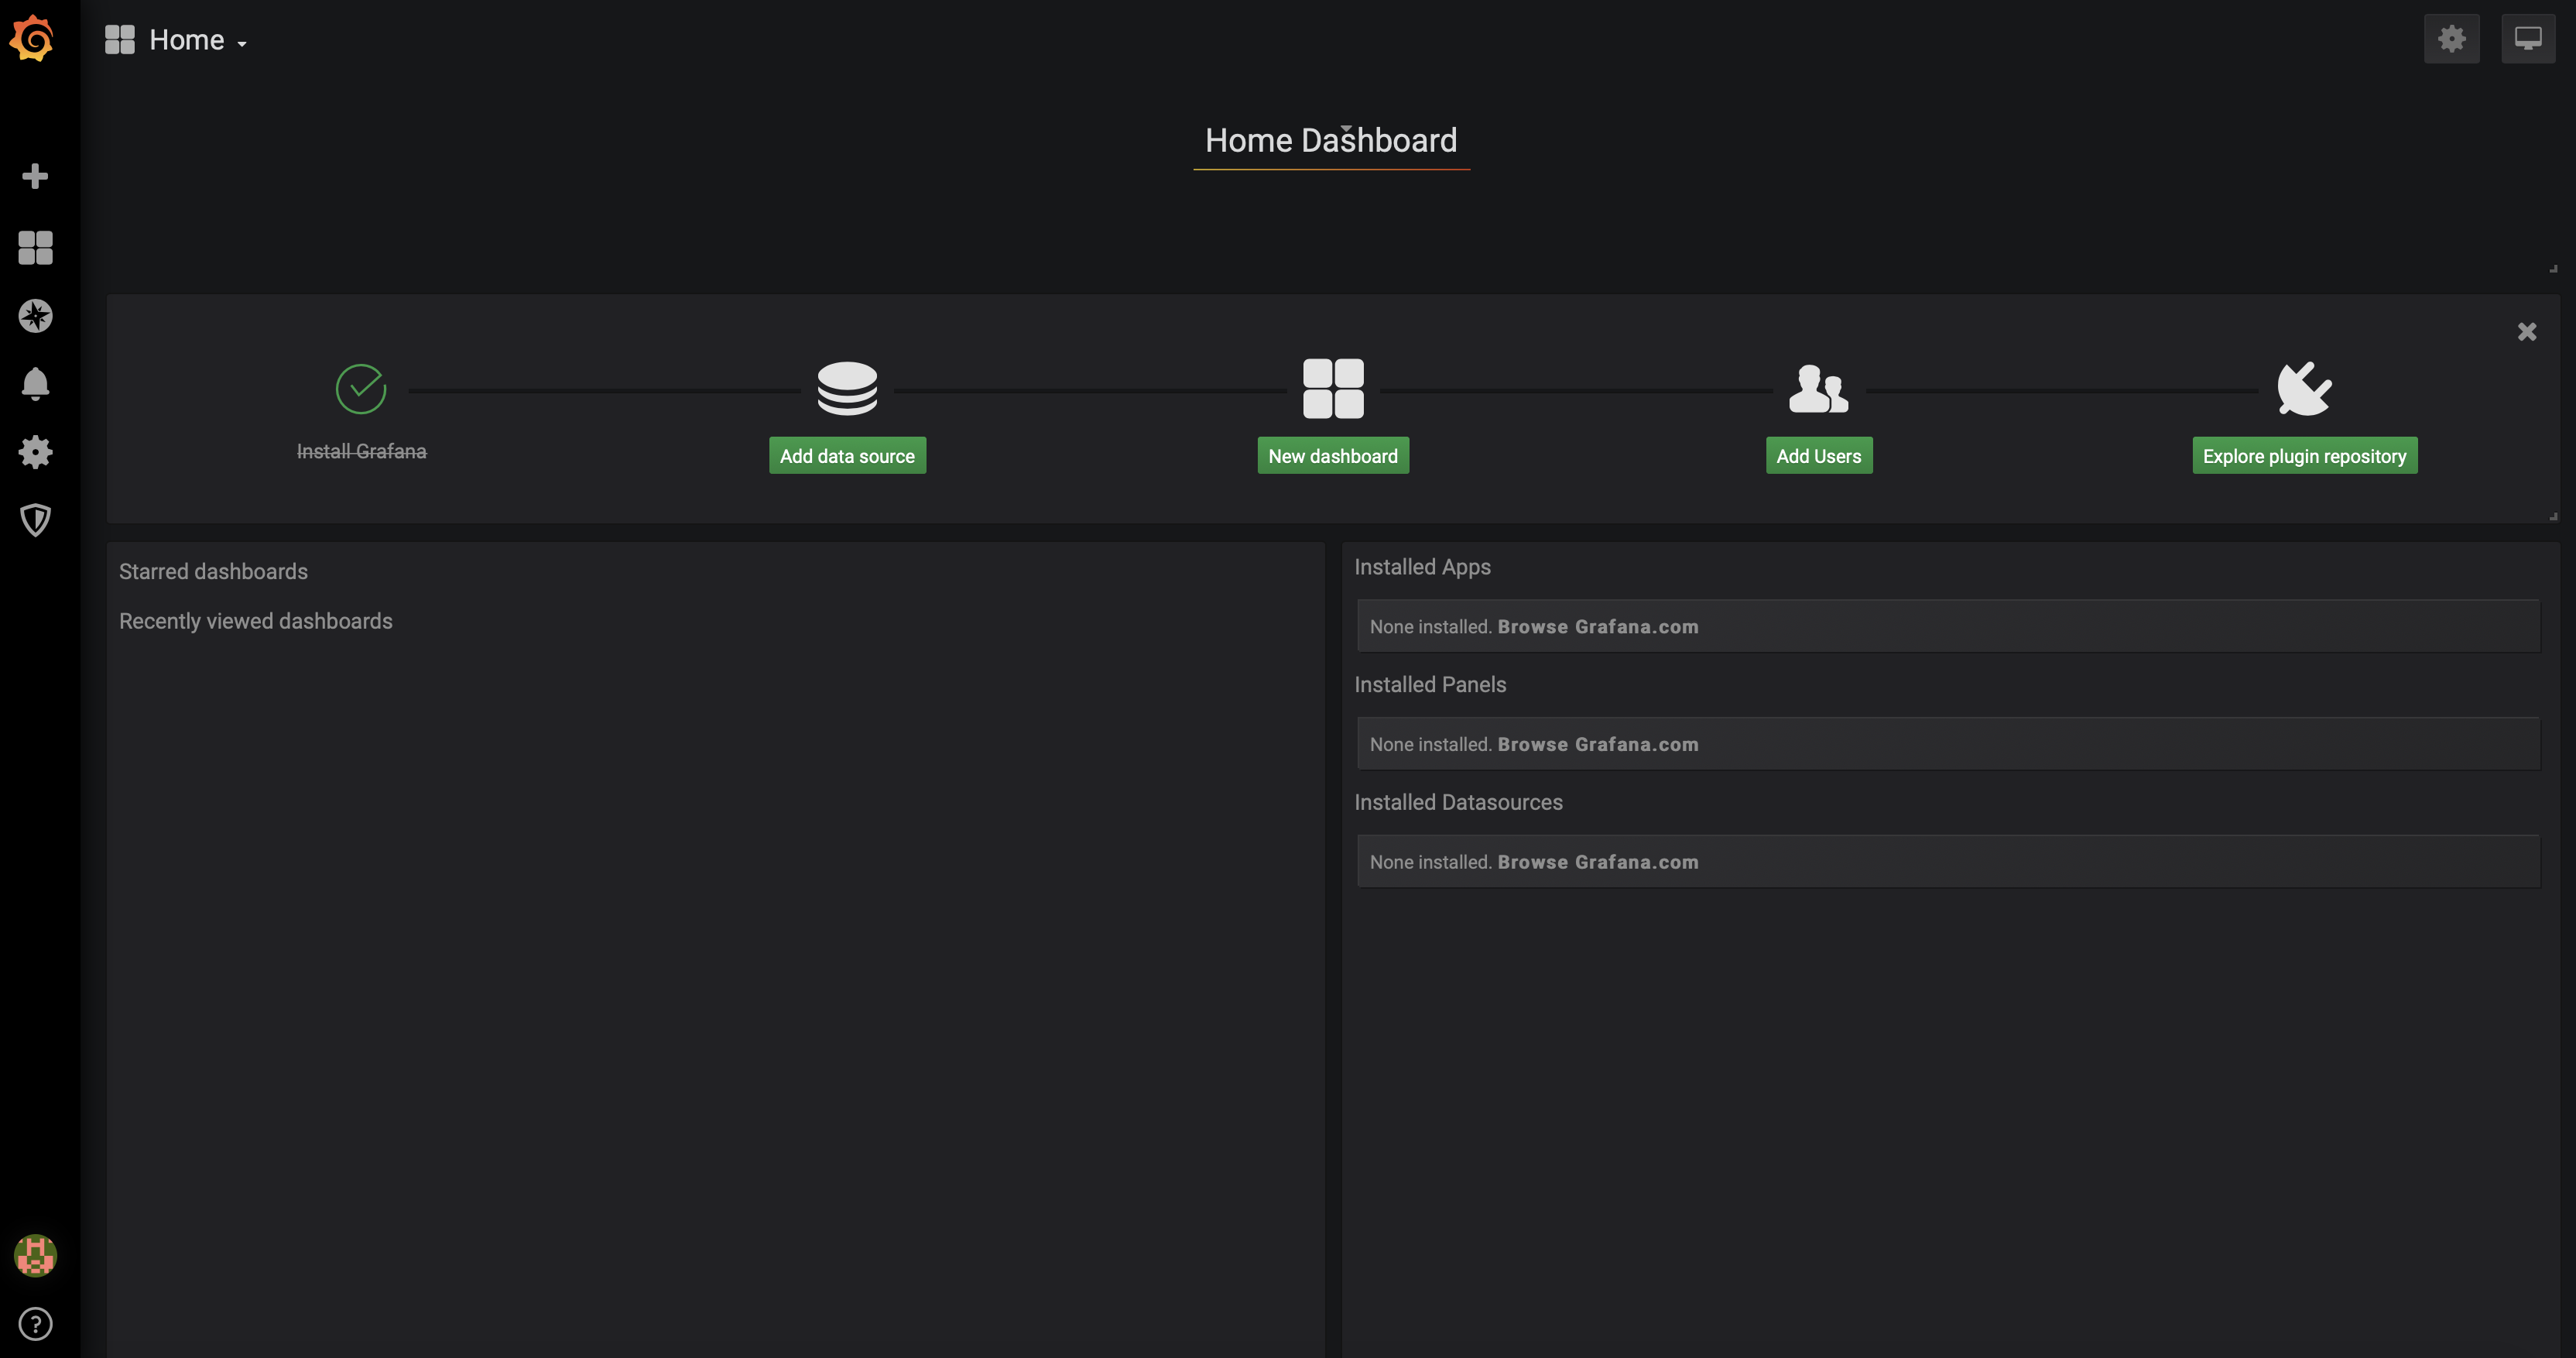 Home
Home Dashboard
Install Grafana
Add data source
New dashboard
Add Users
Explore plugin repository
Starred dashboards
Recently viewed dashboards
Installed Apps
None installed. Browse Grafana.com
Installed Panels
None installed. Browse Grafana.com
Installed Datasources
None installed. Browse Grafana.com
?